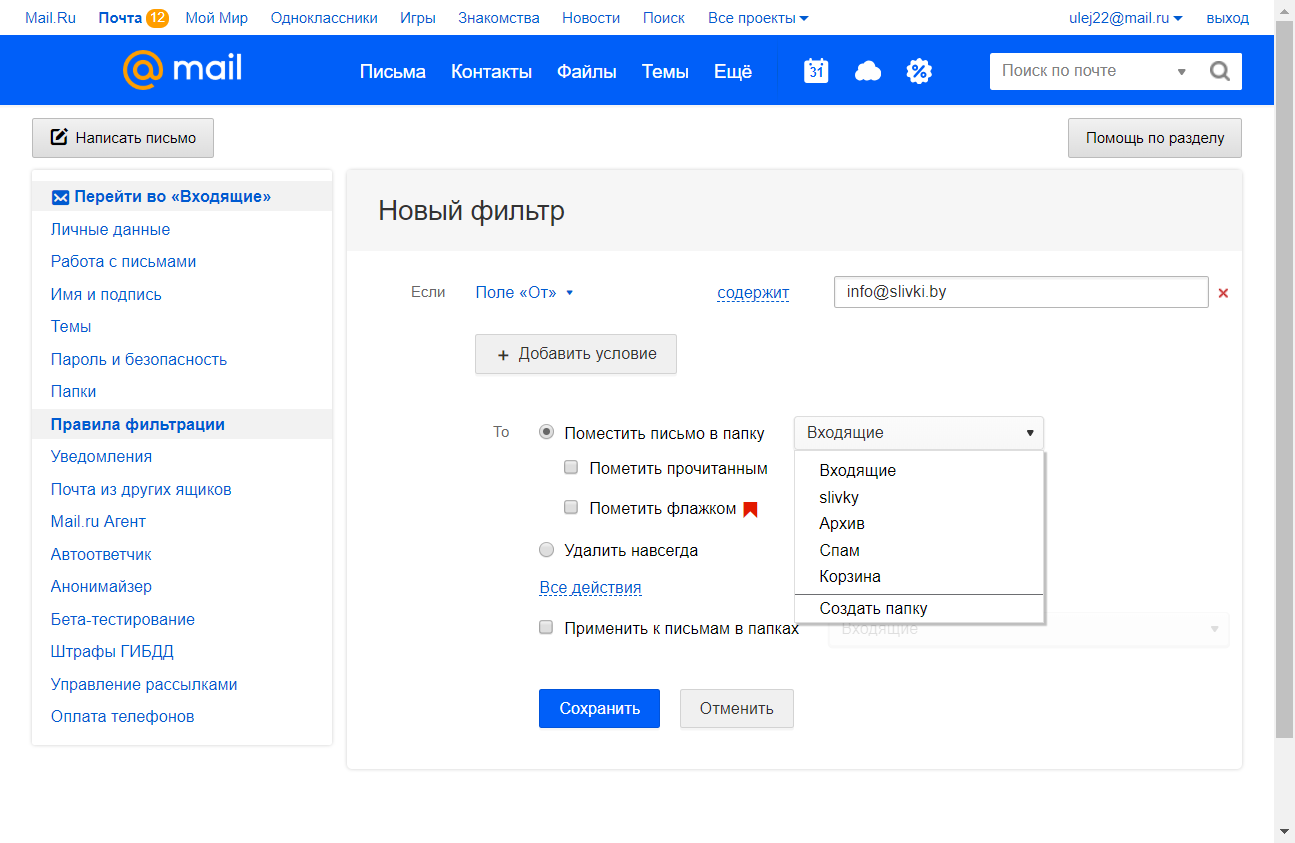 Mail.Ru Почта 12 Мой Мир Одноклассники Игры Знакомства Новости Поиск Все проекты ulej22@mail.ru выход
@mail Письма Контакты Файлы Темы Ещё 31 % Поиск по почте
Написать письмо Помощь по разделу
Перейти во «Входящие»
Личные данные
Работа с письмами
Имя и подпись
Темы
Пароль и безопасность
Папки
Правила фильтрации
Уведомления
Почта из других ящиков
Mail.ru Агент
Автоответчик
Анонимайзер
Бета-тестирование
Штрафы ГИБДД
Управление рассылками
Оплата телефонов
Новый фильтр
Если Поле «От» содержит info@slivki.by
+ Добавить условие
То Поместить письмо в папку Входящие
Пометить прочитанным
Пометить флажком
Удалить навсегда
Все действия
Входящие
slivky
Архив
Спам
Корзина
Создать папку
Применить к письмам в папках Входящие
Сохранить Отменить